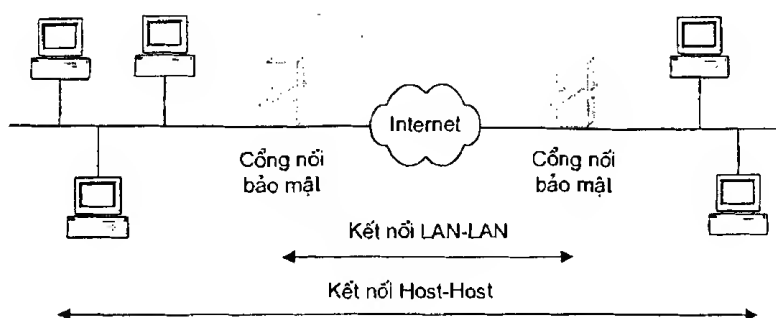 Internet
Cổng nối
bảo mật
Cổng nối
bảo mật
Kết nối LAN-LAN
Kết nối Host-Host